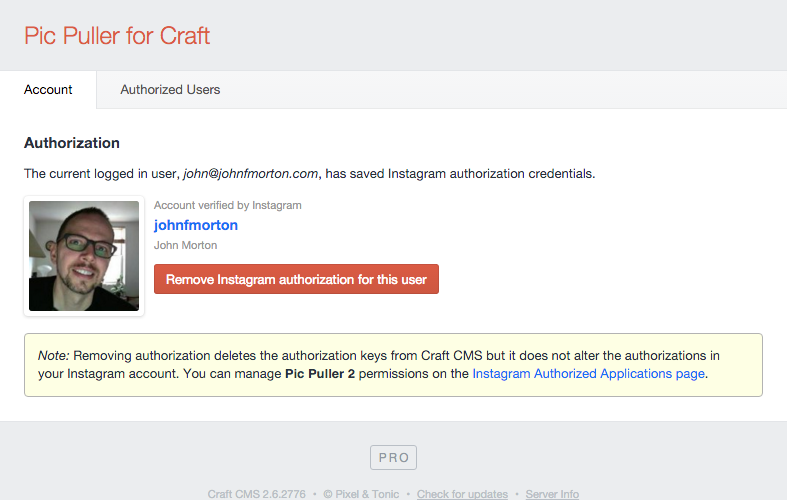 Pic Puller for Craft
Account Authorized Users
Authorization
The current logged in user, john@johnfmorton.com, has saved Instagram authorization credentials.
Account verified by Instagram
johnfmorton
John Morton
Remove Instagram authorization for this user
Note: Removing authorization deletes the authorization keys from Craft CMS but it does not alter the authorizations in
your Instagram account. You can manage Pic Puller 2 permissions on the Instagram Authorized Applications page.
PRO
Craft CMS 2.6.2776 • © Pixel & Tonic • Check for updates • Server Info